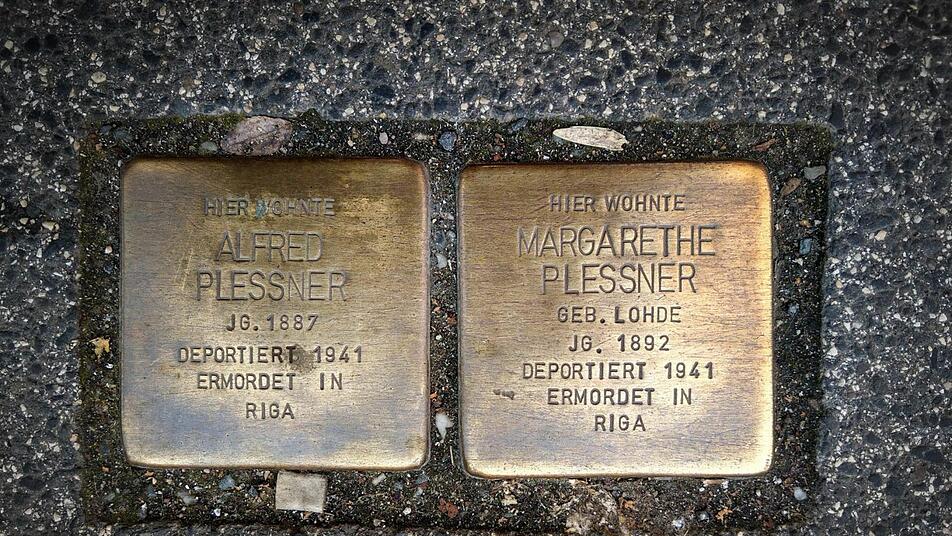 HIER WOHNTE
ALFRED
PLESSNER
JG. 1887
DEPORTIERT 1941
ERMORDET IN
RIGA
HIER WOHNTE
MARGARETHE
PLESSNER
GEB. LOHDE
JG. 1892
DEPORTIERT 1941
ERMORDET IN
RIGA